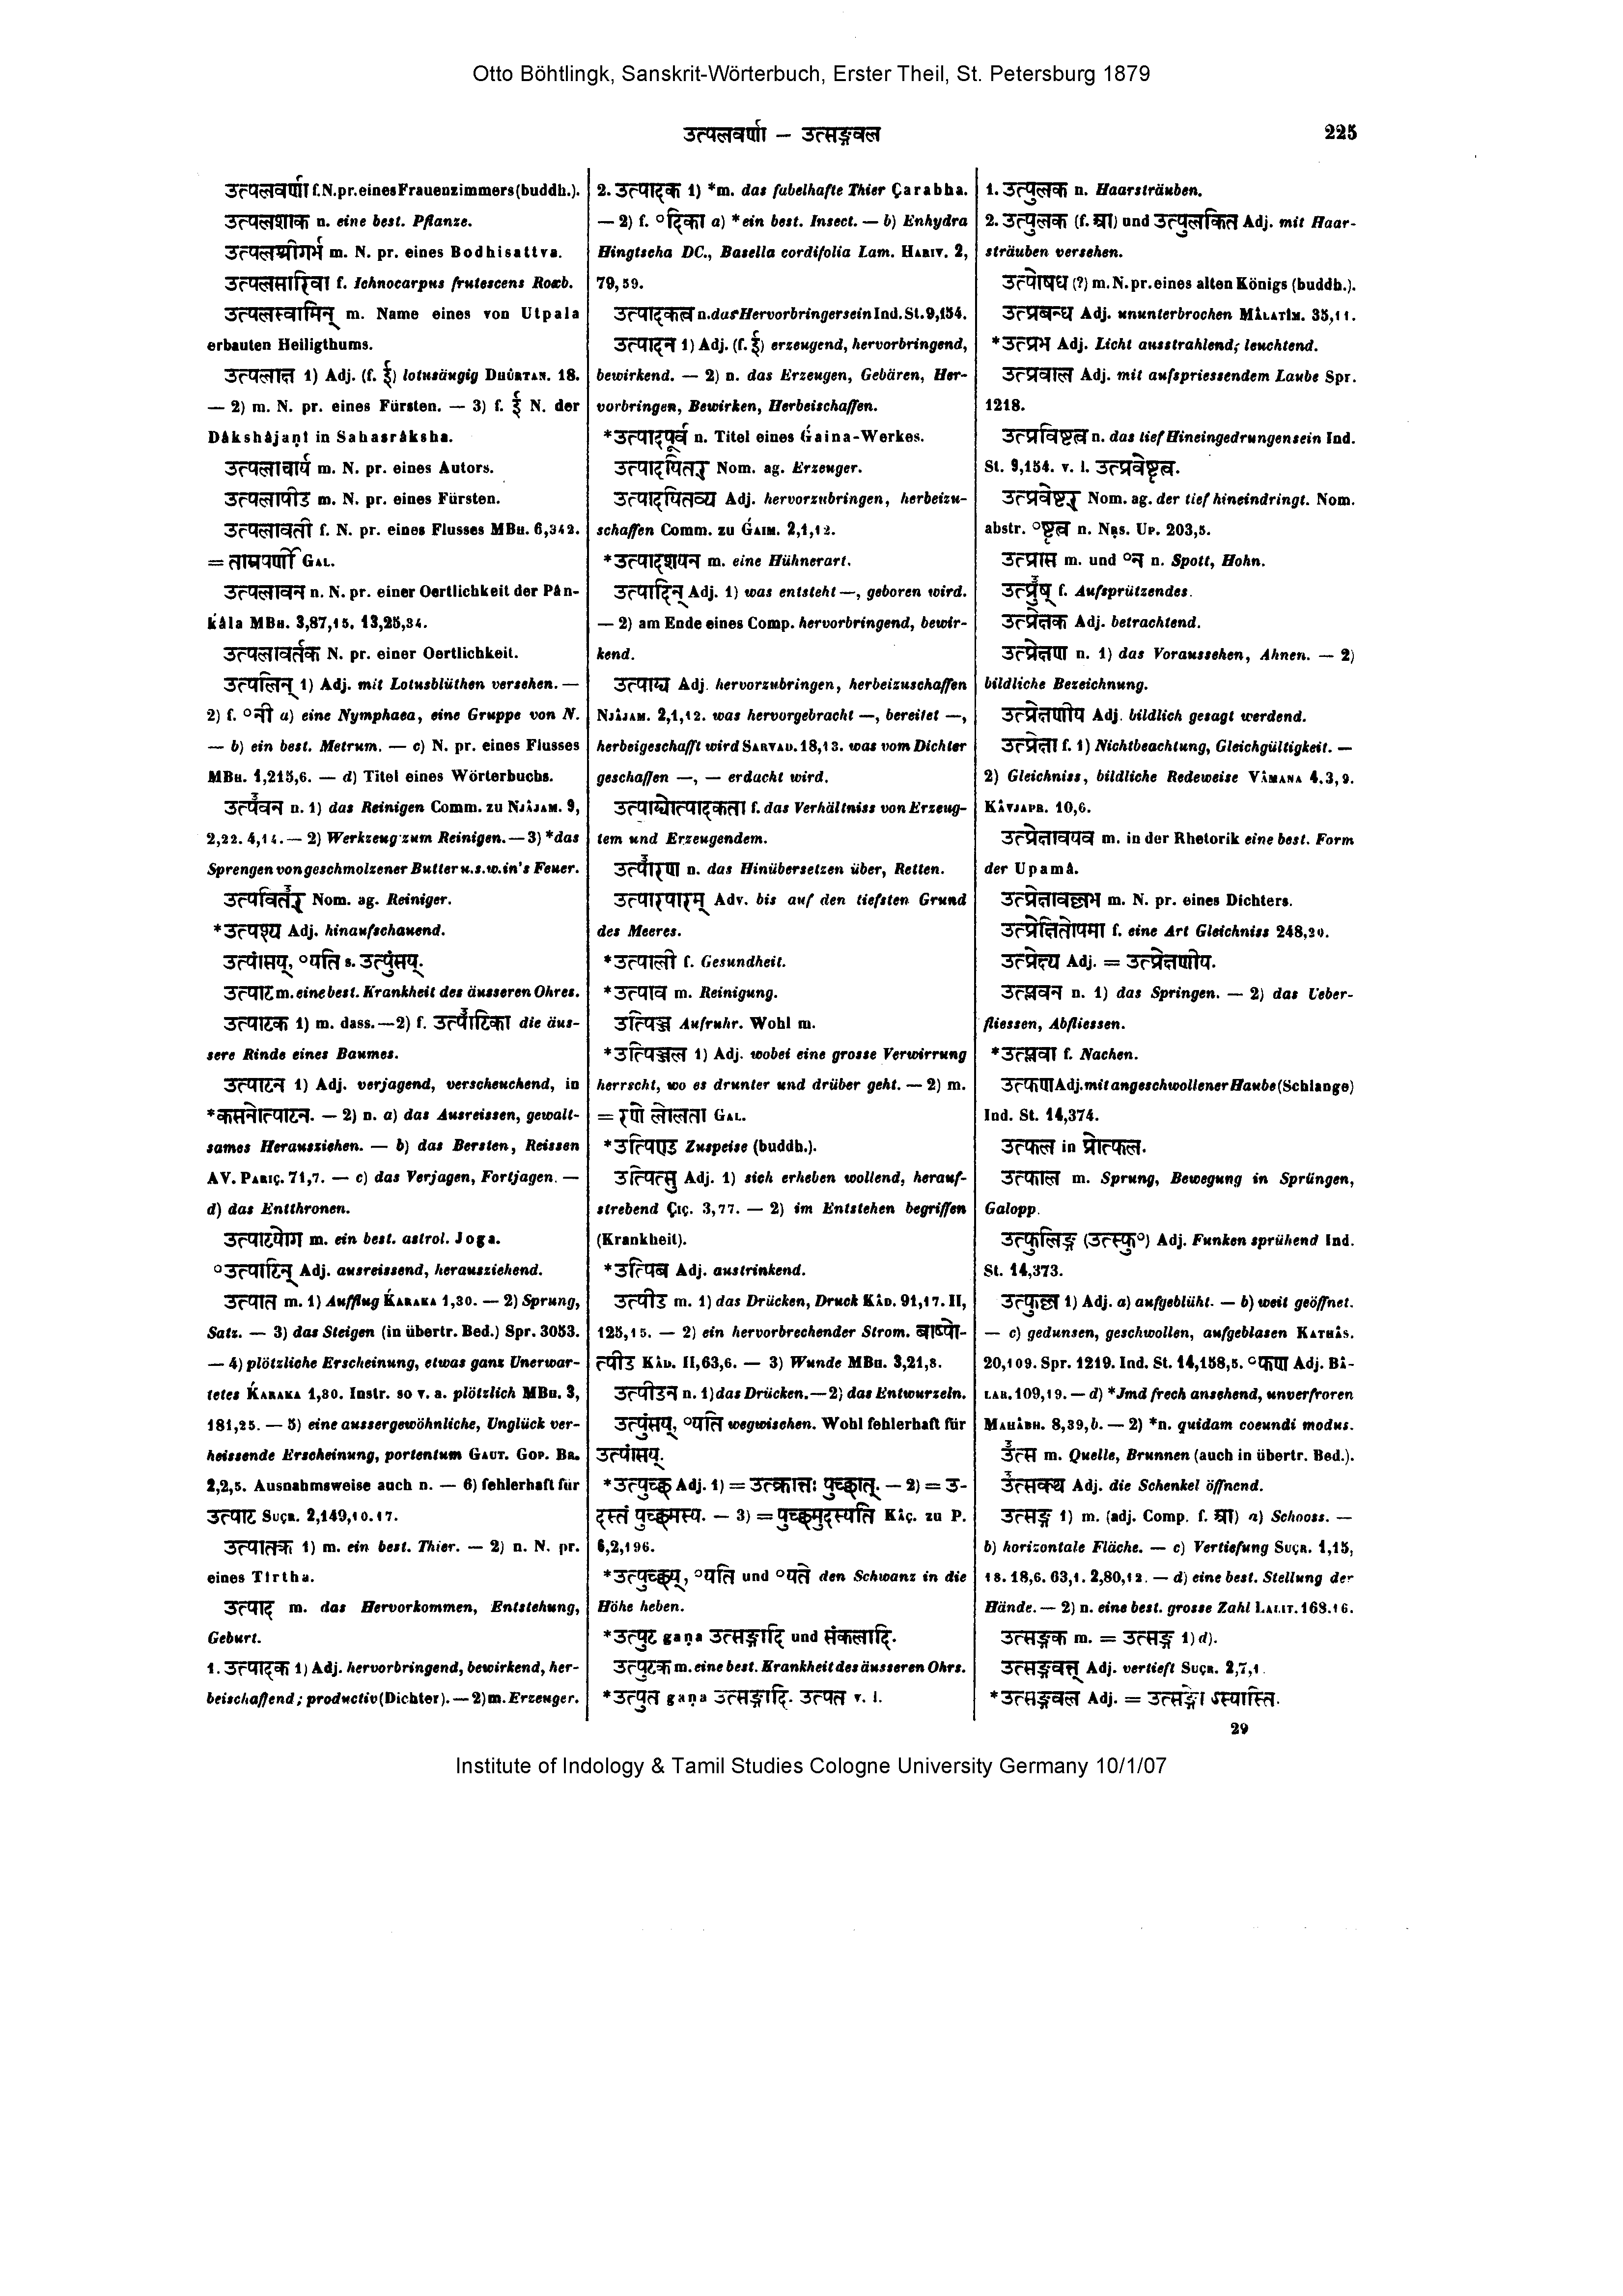 Otto Böhtlingk, Sanskrit-Wörterbuch, Erster Theil, St. Petersburg 1879
उत्पलवर्णा – उत्सङ्गवल
225
उत्पलवर्णा f. N. pr. eines Frauenzimmers (buddh.).
उत्पलशाक n. eine best. Pflanze.
उत्पलश्रीगर्भ m. N. pr. eines Bodhisattva.
उत्पलसारिवा f. Ichnocarpus frutescens Roxb.
उत्पलस्वामिन् m. Name eines von Utpala
erbauten Heiligthums.
उत्पलाक्ष 1) Adj. (f. ई) lotusäugig Dhûrtan. 18.
— 2) m. N. pr. eines Fürsten. — 3) f. ई N. der
Dâkshâjaṇî in Sahasrâksha.
उत्पलाचार्य m. N. pr. eines Autors.
उत्पलापीड m. N. pr. eines Fürsten.
उत्पलावती f. N. pr. eines Flusses MBh. 6,342.
= ताम्रपर्णी Gal.
उत्पलावन n. N. pr. einer Oertlichkeit der Pân-
k̓âla MBh. 3,87,15. 13,25,34.
उत्पलावर्तक N. pr. einer Oertlichkeit.
उत्पलिन् 1) Adj. mit Lotusblüthen versehen. —
2) f. °नी a) eine Nymphaea, eine Gruppe von N.
— b) ein best. Metrum. — c) N. pr. eines Flusses
MBh. 1,215,6. — d) Titel eines Wörterbuchs.
उत्पवन n. 1) das Reinigen Comm. zu Njâjam. 9,
2,22. 4,14. — 2) Werkzeug zum Reinigen. — 3) *das
Sprengen von geschmolzener Butter u.s.w. in's Feuer.
उत्पवितर् Nom. ag. Reiniger.
*उत्पश्य Adj. hinaufschauend.
उत्पांसय्, °यति s. उत्पुंसय्.
उत्पाट m. eine best. Krankheit des äusseren Ohres.
उत्पाटक 1) m. dass. — 2) f. उत्पाटिका die äus-
sere Rinde eines Baumes.
उत्पाटन 1) Adj. verjagend, verscheuchend, in
*कासनोत्पाटन. — 2) n. a) das Ausreissen, gewalt-
sames Herausziehen. — b) das Bersten, Reissen
AV. Pariç. 71,7. — c) das Verjagen, Fortjagen. —
d) das Entthronen.
उत्पाटयोग m. ein best. astrol. Joga.
°उत्पाटिन् Adj. ausreissend, herausziehend.
उत्पात m. 1) Aufflug K̓araka 1,30. — 2) Sprung,
Satz. — 3) das Steigen (in übertr. Bed.) Spr. 3053.
— 4) plötzliche Erscheinung, etwas ganz Unerwar-
tetes K̓araka 1,30. Instr. so v. a. plötzlich MBh. 3,
181,25. — 5) eine aussergewöhnliche, Unglück ver-
heissende Erscheinung, portentum Gaut. Gop. Br.
2,2,5. Ausnahmsweise auch n. — 6) fehlerhaft für
उत्पाट Suçr. 2,149,10.17.
उत्पातक 1) m. ein best. Thier. — 2) n. N. pr.
eines Tîrtha.
उत्पाद m. das Hervorkommen, Entstehung,
Geburt.
1. उत्पादक 1) Adj. hervorbringend, bewirkend, her-
beischaffend; productiv (Dichter). — 2) m. Erzeuger.
2. उत्पादक 1) *m. das fabelhafte Thier Çarabha.
— 2) f. °दिका a) *ein best. Insect. — b) Enhydra
Hingtscha DC., Basella cordifolia Lam. Hariv. 2,
79,59.
उत्पादकत्व n. das Hervorbringersein Ind. St. 9,154.
उत्पादन 1) Adj. (f. ई) erzeugend, hervorbringend,
bewirkend. — 2) n. das Erzeugen, Gebären, Her-
vorbringen, Bewirken, Herbeischaffen.
*उत्पादपूर्व n. Titel eines Ǵaina-Werkes.
उत्पादयितर् Nom. ag. Erzeuger.
उत्पादयितव्य Adj. hervorzubringen, herbeizu-
schaffen Comm. zu Ǵaim. 2,1,12.
*उत्पादशयन m. eine Hühnerart.
उत्पादिन् Adj. 1) was entsteht —, geboren wird.
— 2) am Ende eines Comp. hervorbringend, bewir-
kend.
उत्पाद्य Adj. hervorzubringen, herbeizuschaffen
Njâjam. 2,1,12. was hervorgebracht —, bereitet —,
herbeigeschafft wird Sarvad. 18,13. was vom Dichter
geschaffen —, — erdacht wird.
उत्पाद्योत्पादकता f. das Verhältniss von Erzeug-
tem und Erzeugendem.
उत्पारण n. das Hinübersetzen über, Retten.
उत्पारपारम् Adv. bis auf den tiefsten Grund
des Meeres.
*उत्पाली f. Gesundheit.
*उत्पाव m. Reinigung.
उत्पिञ्ज Aufruhr. Wohl m.
*उत्पिञ्जल 1) Adj. wobei eine grosse Verwirrung
herrscht, wo es drunter und drüber geht. — 2) m.
= रणे लोलता Gal.
*उत्पिण्ड Zuspeise (buddh.).
उत्पित्सु Adj. 1) sich erheben wollend, herauf-
strebend Çiç. 3,77. — 2) im Entstehen begriffen
(Krankheit).
*उत्पिब Adj. austrinkend.
उत्पीड m. 1) das Drücken, Druck Kâd. 91,17. II,
125,15. — 2) ein hervorbrechender Strom. बाष्पो-
त्पीड Kâd. II,63,6. — 3) Wunde MBh. 3,21,8.
उत्पीडन n. 1) das Drücken. — 2) das Entwurzeln.
उत्पुंसय्, °यति wegwischen. Wohl fehlerhaft für
उत्पांसय्.
*उत्पुच्छ Adj. 1) = उत्क्रान्तः पुच्छात्. — 2) = उ-
दस्तं पुच्छमस्य. — 3) = पुच्छमुदस्यति Kâç. zu P.
6,2,196.
*उत्पुच्छय्, °यति und °यते den Schwanz in die
Höhe heben.
*उत्पुट gaṇa उत्सङ्गादि und संकलादि.
उत्पुटक m. eine best. Krankheit des äusseren Ohrs.
*उत्पुत gaṇa उत्सङ्गादि. उत्पत v. l.
1. उत्पुलक n. Haarsträuben.
2. उत्पुलक (f. आ) und उत्पुलकित Adj. mit Haar-
sträuben versehen.
उत्पोषध (?) m. N. pr. eines alten Königs (buddh.).
उत्प्रबन्ध Adj. ununterbrochen Mâlatîm. 35,11.
*उत्प्रभ Adj. Licht ausstrahlend; leuchtend.
उत्प्रवाल Adj. mit aufspriessendem Laube Spr.
1218.
उत्प्रविष्टत्व n. das tief Hineingedrungensein Ind.
St. 9,154. v. l. उत्प्रवेष्टृत्व.
उत्प्रवेष्टर् Nom. ag. der tief hineindringt. Nom.
abstr. °ष्टृत्व n. Nṛs. Up. 203,5.
उत्प्रास m. und °न n. Spott, Hohn.
उत्प्रुष् f. Aufsprützendes.
उत्प्रेक्षक Adj. betrachtend.
उत्प्रेक्षण n. 1) das Voraussehen, Ahnen. — 2)
bildliche Bezeichnung.
उत्प्रेक्षणीय Adj. bildlich gesagt werdend.
उत्प्रेक्षा f. 1) Nichtbeachtung, Gleichgültigkeit. —
2) Gleichniss, bildliche Redeweise Vâmana 4,3,9.
Kâvjapr. 10,6.
उत्प्रेक्षावयव m. in der Rhetorik eine best. Form
der Upamâ.
उत्प्रेक्षावल्लभ m. N. pr. eines Dichters.
उत्प्रेक्षितोपमा f. eine Art Gleichniss 248,20.
उत्प्रेक्ष्य Adj. = उत्प्रेक्षणीय.
उत्प्लवन n. 1) das Springen. — 2) das Ueber-
fliessen, Abfliessen.
*उत्प्लवा f. Nachen.
उत्फण Adj. mit angeschwollener Haube (Schlange)
Ind. St. 14,374.
उत्फल in प्रोत्फल.
उत्फाल m. Sprung, Bewegung in Sprüngen,
Galopp.
उत्फुलिङ्ग (उत्स्फु°) Adj. Funken sprühend Ind.
St. 14,373.
उत्फुल्ल 1) Adj. a) aufgeblüht. — b) weit geöffnet.
— c) gedunsen, geschwollen, aufgeblasen Kathâs.
20,109. Spr. 1219. Ind. St. 14,158,5. °फण Adj. Bâ-
lar. 109,19. — d) *Jmd frech ansehend, unverfroren
Mahâbh. 8,39,b. — 2) *n. quidam coeundi modus.
उत्स m. Quelle, Brunnen (auch in übertr. Bed.).
उत्सक्थ्य Adj. die Schenkel öffnend.
उत्सङ्ग 1) m. (adj. Comp. f. आ) a) Schooss. —
b) horizontale Fläche. — c) Vertiefung Suçr. 1,15,
18. 18,6. 63,1. 2,80,12. — d) eine best. Stellung der
Hände. — 2) n. eine best. grosse Zahl Lalit. 168.16.
उत्सङ्गक m. = उत्सङ्ग 1) d).
उत्सङ्गवत् Adj. vertieft Suçr. 2,7,1.
*उत्सङ्गवल Adj. = उत्सङ्गो ऽस्यास्ति.
29
Institute of Indology & Tamil Studies Cologne University Germany 10/1/07